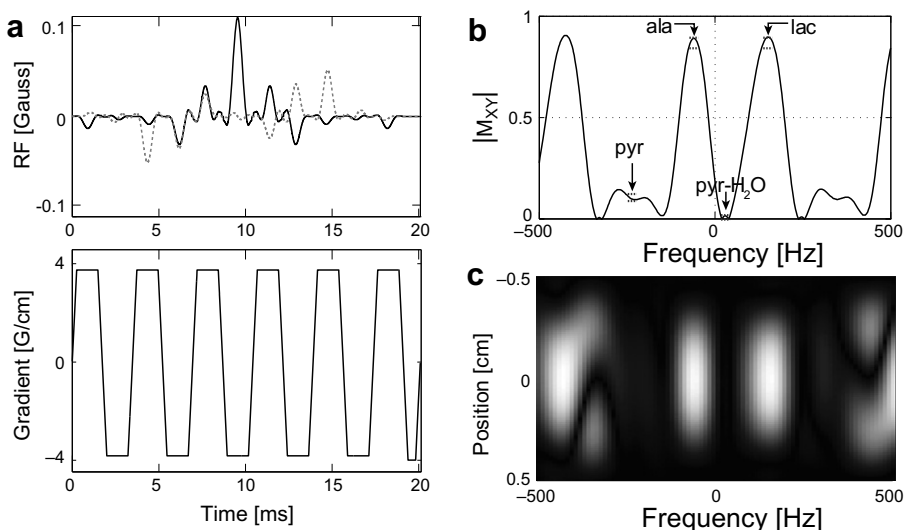 a
RF [Gauss]
0.1
0
-0.1
0
5
10
15
20
Gradient [G/cm]
4
0
–4
0
5
10
15
20
Time [ms]
b
|M_XY|
1
0.5
0
ala
lac
pyr
pyr-H₂O
–500
0
500
Frequency [Hz]
c
Position [cm]
–0.5
0
0.5
–500
0
500
Frequency [Hz]